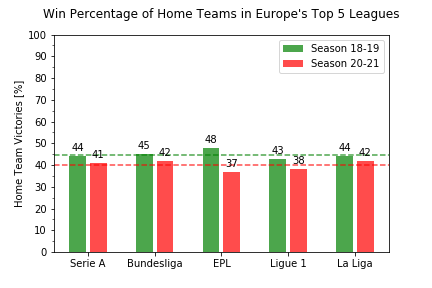 Win Percentage of Home Teams in Europe's Top 5 Leagues
Season 18-19
Season 20-21
Home Team Victories [%]
100
90
80
70
60
50
40
30
20
10
0
44
41
45
42
48
37
43
38
44
42
Serie A
Bundesliga
EPL
Ligue 1
La Liga